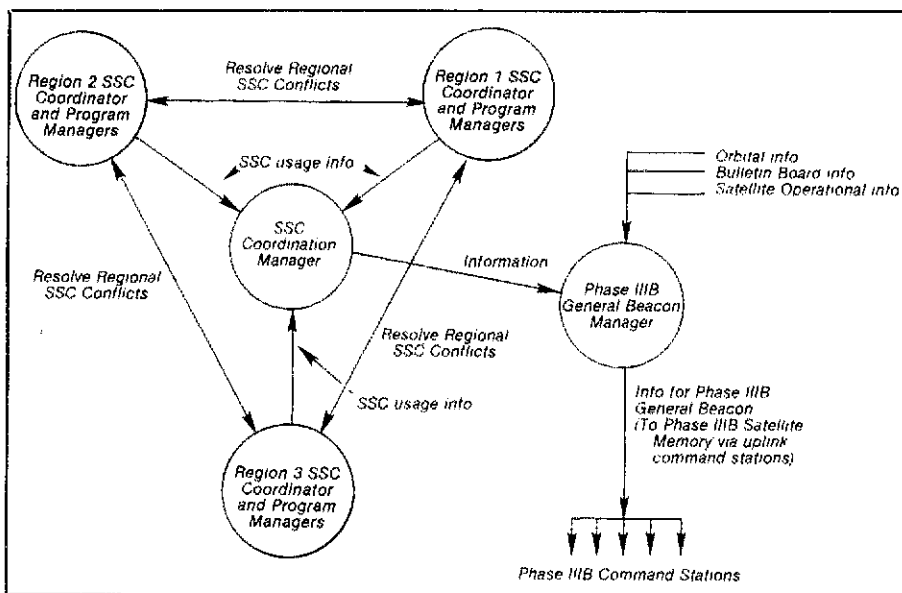 Region 2 SSC
Coordinator
and Program
Managers
Resolve Regional
SSC Conflicts
Region 1 SSC
Coordinator
and Program
Managers
SSC usage info
Orbital info
Bulletin Board info
Satellite Operational info
SSC
Coordination
Manager
Information
Phase IIIB
General Beacon
Manager
Resolve Regional
SSC Conflicts
Resolve Regional
SSC Conflicts
SSC usage info
Info for Phase IIIB
General Beacon
(To Phase IIIB Satellite
Memory via uplink
command stations)
Region 3 SSC
Coordinator
and Program
Managers
Phase IIIB Command Stations